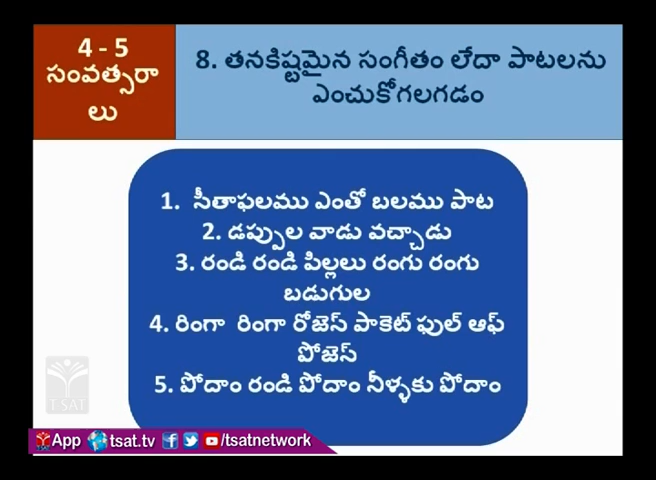 4 - 5
సంవత్సరా
లు
8. తనకిష్టమైన సంగీతం లేదా పాటలను
ఎంచుకోగలగడం
1. సీతాఫలము ఎంతో బలము పాట
2. డప్పుల వాడు వచ్చాడు
3. రండి రండి పిల్లలు రంగు రంగు
బడుగుల
4. రింగా రింగా రోజెస్ పాకెట్ ఫుల్ ఆఫ్
పోజెస్
5. పోదాం రండి పోదాం నీళ్ళకు పోదాం
T-SAT
App tsat.tv /tsatnetwork